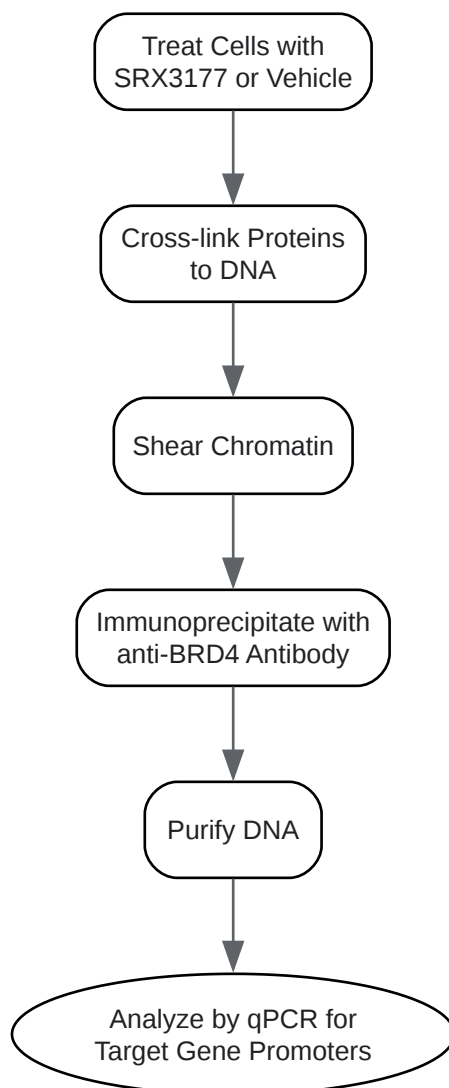 Treat Cells with
SRX3177 or Vehicle
Cross-link Proteins
to DNA
Shear Chromatin
Immunoprecipitate with
anti-BRD4 Antibody
Purify DNA
Analyze by qPCR for
Target Gene Promoters